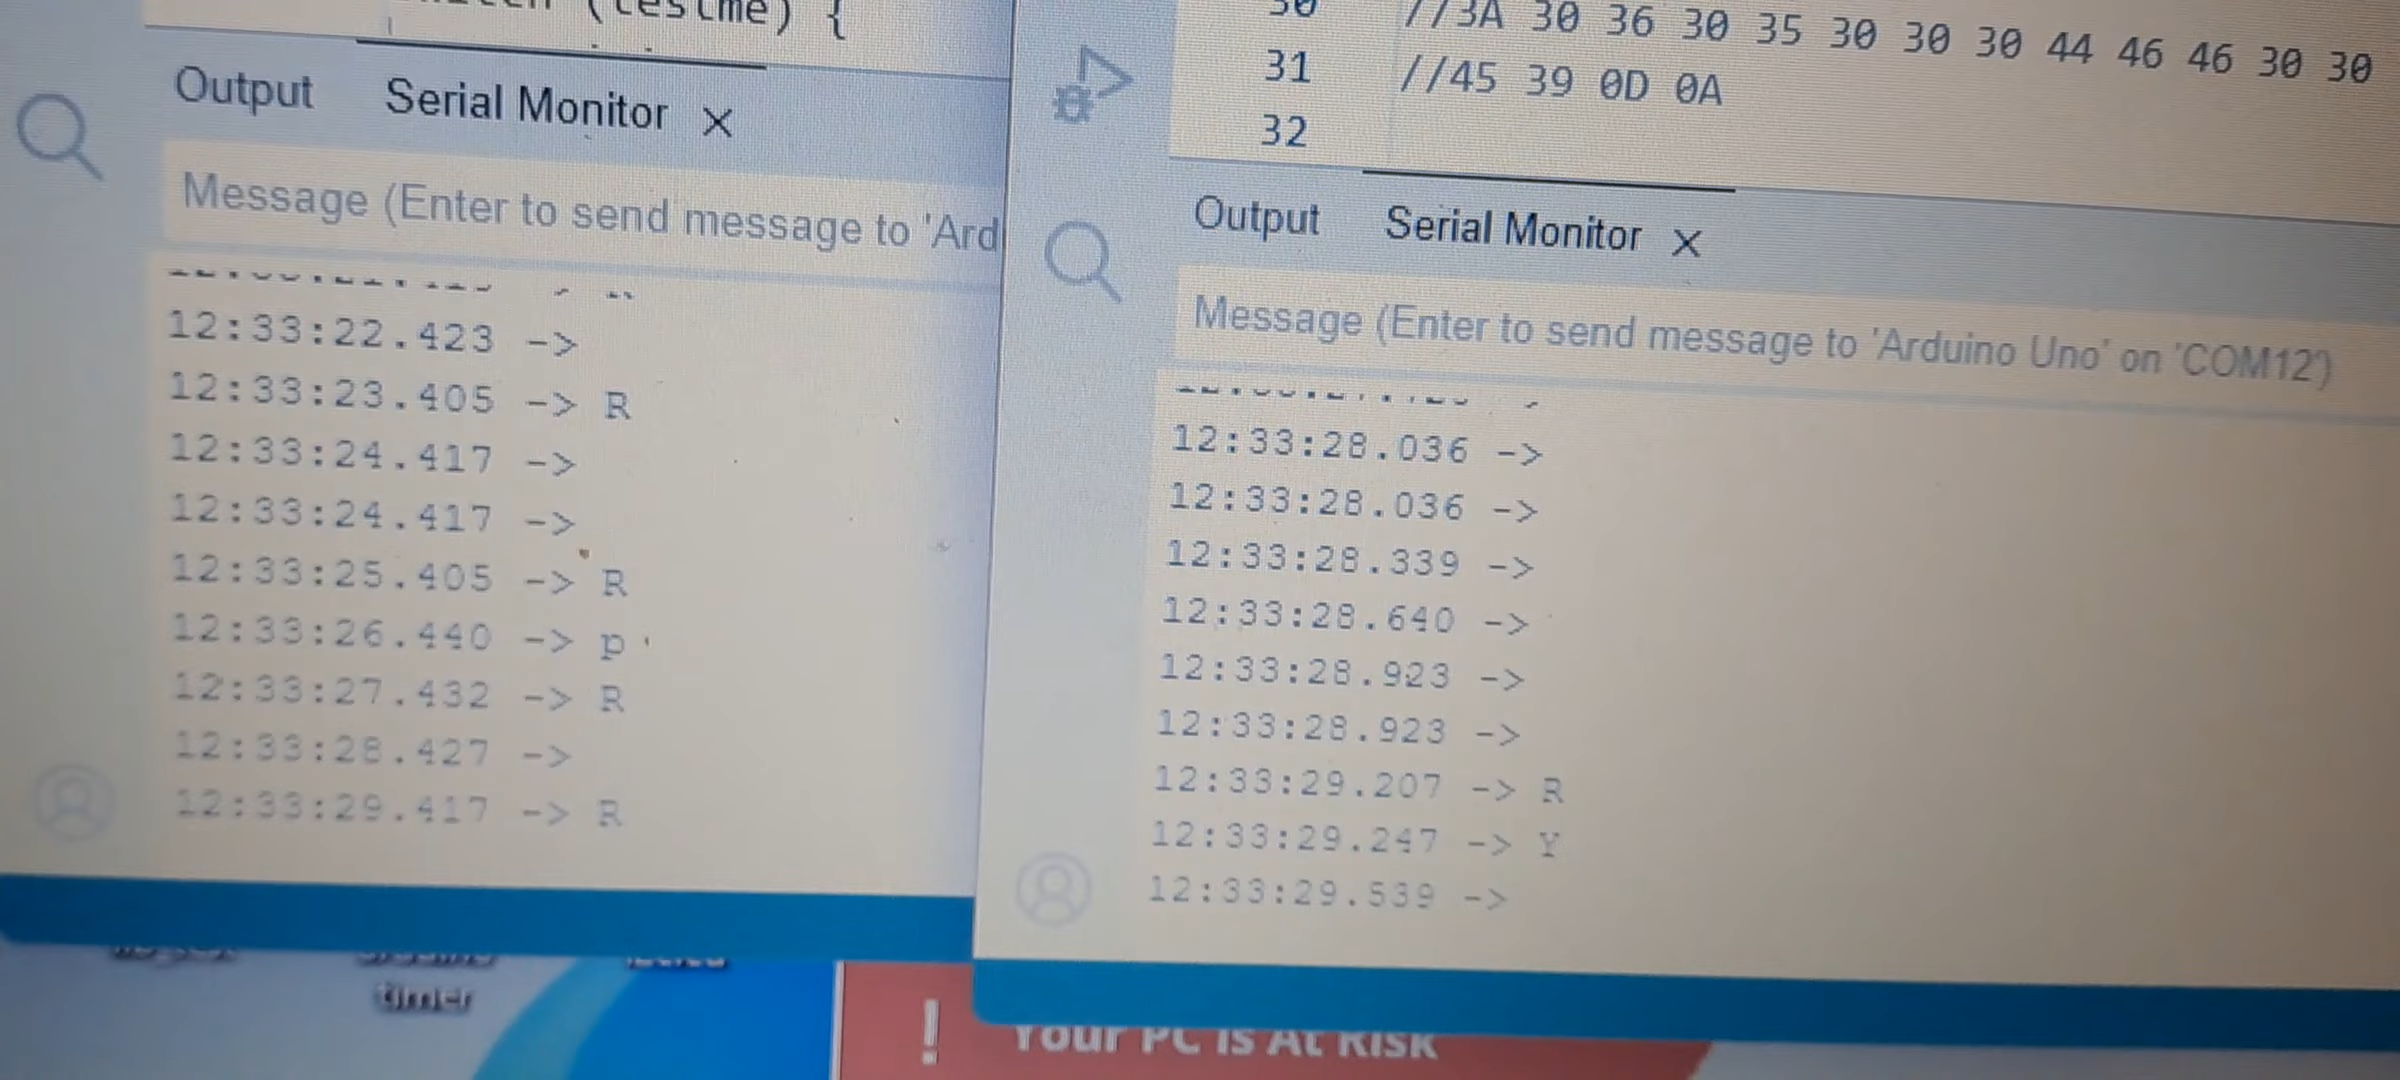 (testme) {
Output
Serial Monitor X
Message (Enter to send message to 'Ard
12:33:22.423 ->
12:33:23.405 -> R
12:33:24.417 ->
12:33:24.417 ->
12:33:25.405 -> R
12:33:26.440 -> p
12:33:27.432 -> R
12:33:28.427 ->
12:33:29.417 -> R
30 //3A 30 36 30 35 30 30 30 44 46 46 30 30
31 //45 39 0D 0A
32
Output
Serial Monitor X
Message (Enter to send message to 'Arduino Uno' on 'COM12')
12:33:28.036 ->
12:33:28.036 ->
12:33:28.339 ->
12:33:28.640 ->
12:33:28.923 ->
12:33:28.923 ->
12:33:29.207 -> R
12:33:29.247 -> Y
12:33:29.539 ->
! Your PC is At Risk